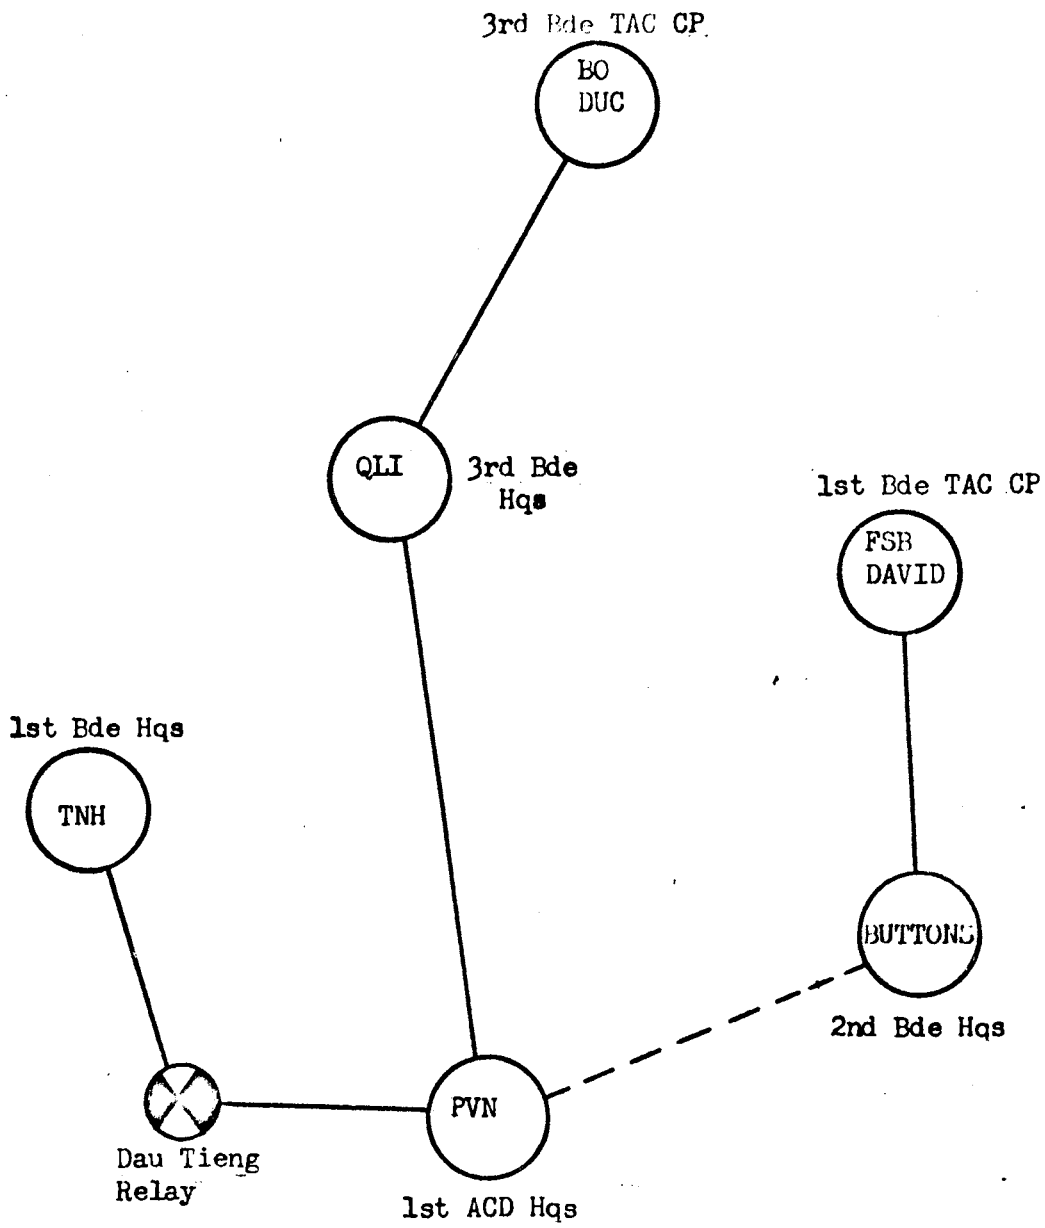 3rd Bde TAC CP
BO
DUC
QLI
3rd Bde
Hqs
1st Bde TAC CP
FSB
DAVID
1st Bde Hqs
TNH
BUTTONS
2nd Bde Hqs
PVN
Dau Tieng
Relay
1st ACD Hqs